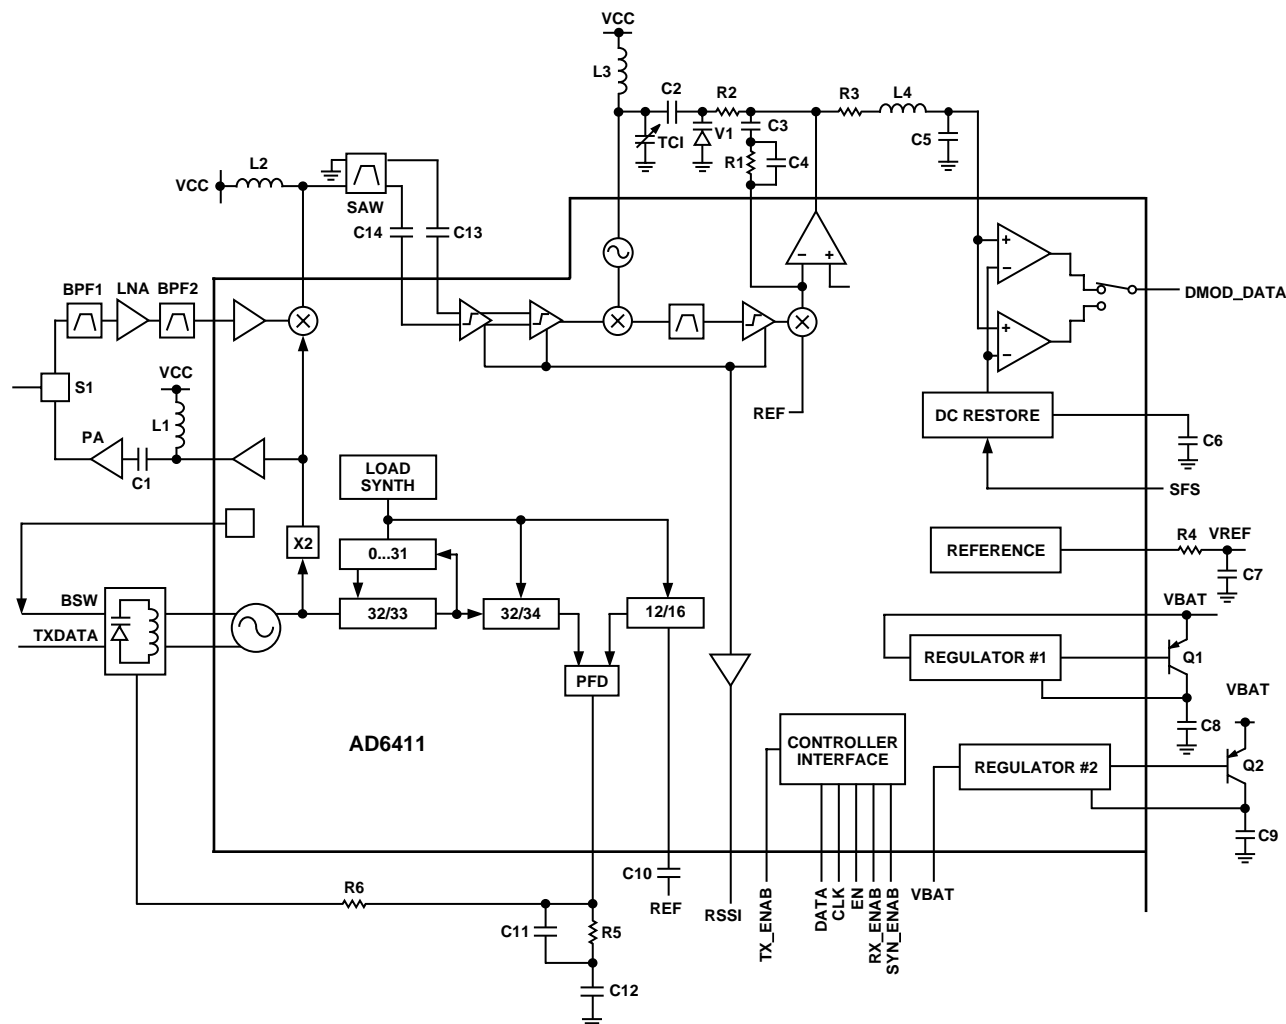 VCC
L3
C2
R2
R3
L4
TCI
V1
C3
C5
R1
C4
L2
VCC
SAW
C14
C13
BPF1
LNA
BPF2
+
−
− +
+
−
DMOD_DATA
S1
VCC
L1
PA
C1
REF
DC RESTORE
C6
SFS
LOAD
SYNTH
X2
0...31
REFERENCE
R4
VREF
C7
BSW
TXDATA
32/33
32/34
12/16
VBAT
REGULATOR #1
Q1
PFD
C8
VBAT
AD6411
CONTROLLER
INTERFACE
REGULATOR #2
Q2
C9
C10
REF
RSSI
TX_ENAB
DATA
CLK
EN
RX_ENAB
SYN_ENAB
VBAT
R6
C11
R5
C12